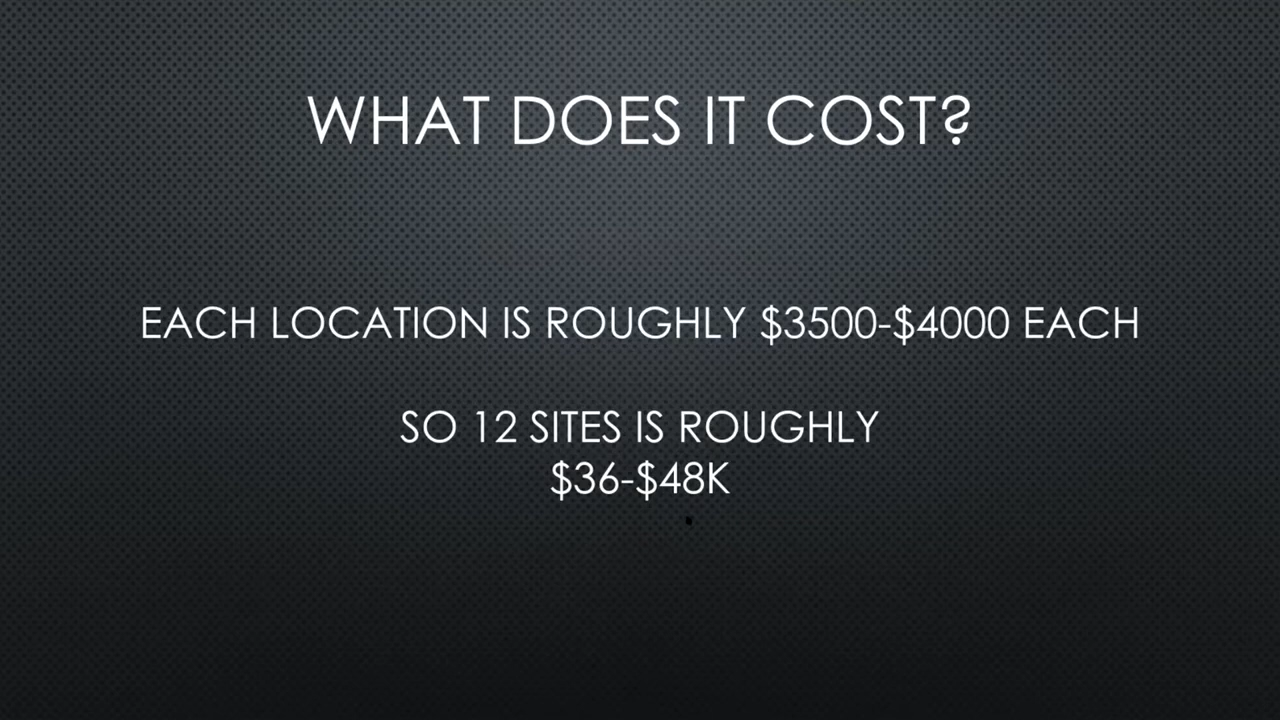 WHAT DOES IT COST?
EACH LOCATION IS ROUGHLY $3500-$4000 EACH
SO 12 SITES IS ROUGHLY
$36-$48K